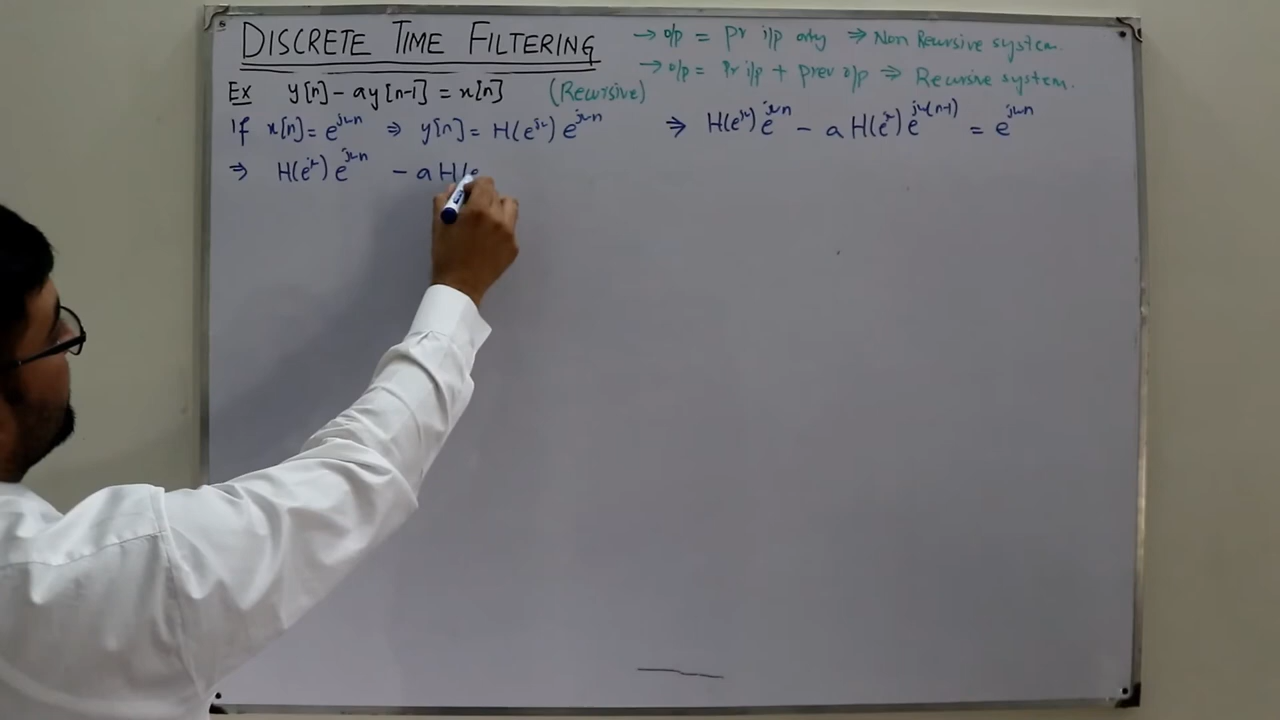 DISCRETE TIME FILTERING
→ o/p = Pr i/p only ⇒ Non Recursive system.
→ o/p = Pr i/p + prev o/p ⇒ Recursive system.
Ex y[n] - ay[n-1] = x[n] (Recursive)
If x[n] = e^{jωn} ⇒ y[n] = H(e^{jω}) e^{jωn} ⇒ H(e^{jω}) e^{jωn} - a H(e^{jω}) e^{jω(n-1)} = e^{jωn}
⇒ H(e^{jω}) e^{jωn} - a H(e